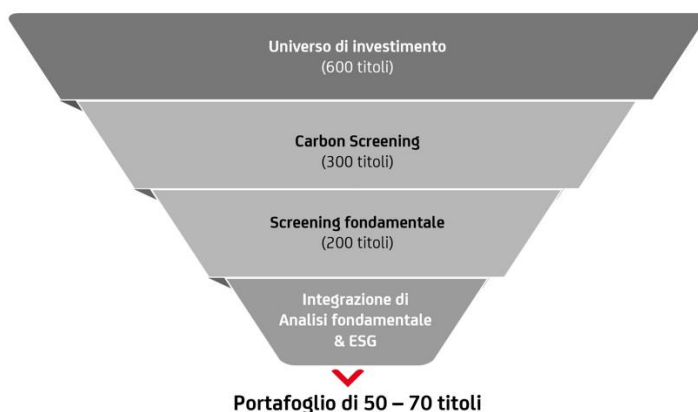 Universo di investimento
(600 titoli)
Carbon Screening
(300 titoli)
Screening fondamentale
(200 titoli)
Integrazione di
Analisi fondamentale
& ESG
Portafoglio di 50 – 70 titoli